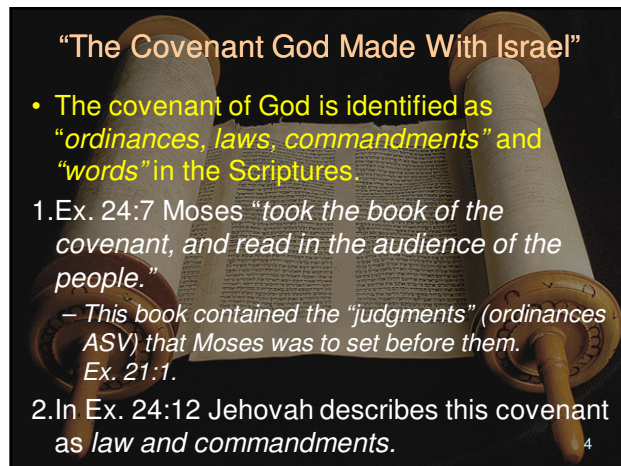 “The Covenant God Made With Israel”
• The covenant of God is identified as
“ordinances, laws, commandments” and
“words” in the Scriptures.
1.Ex. 24:7 Moses “took the book of the
covenant, and read in the audience of the
people.”
– This book contained the “judgments” (ordinances
ASV) that Moses was to set before them.
Ex. 21:1.
2.In Ex. 24:12 Jehovah describes this covenant
as law and commandments.
4